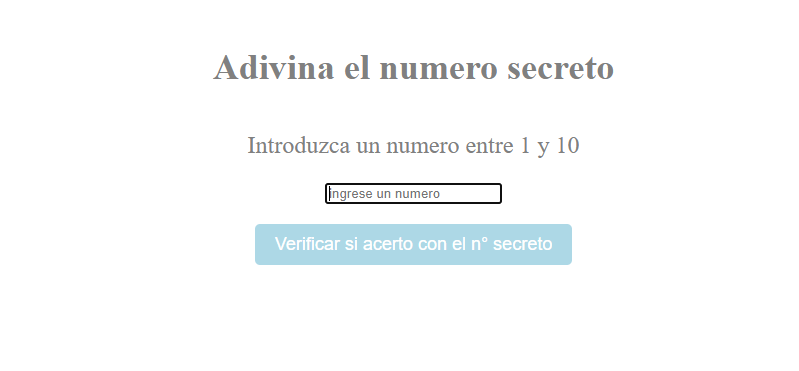 Adivina el numero secreto
Introduzca un numero entre 1 y 10
ingrese un numero
Verificar si acerto con el n° secreto